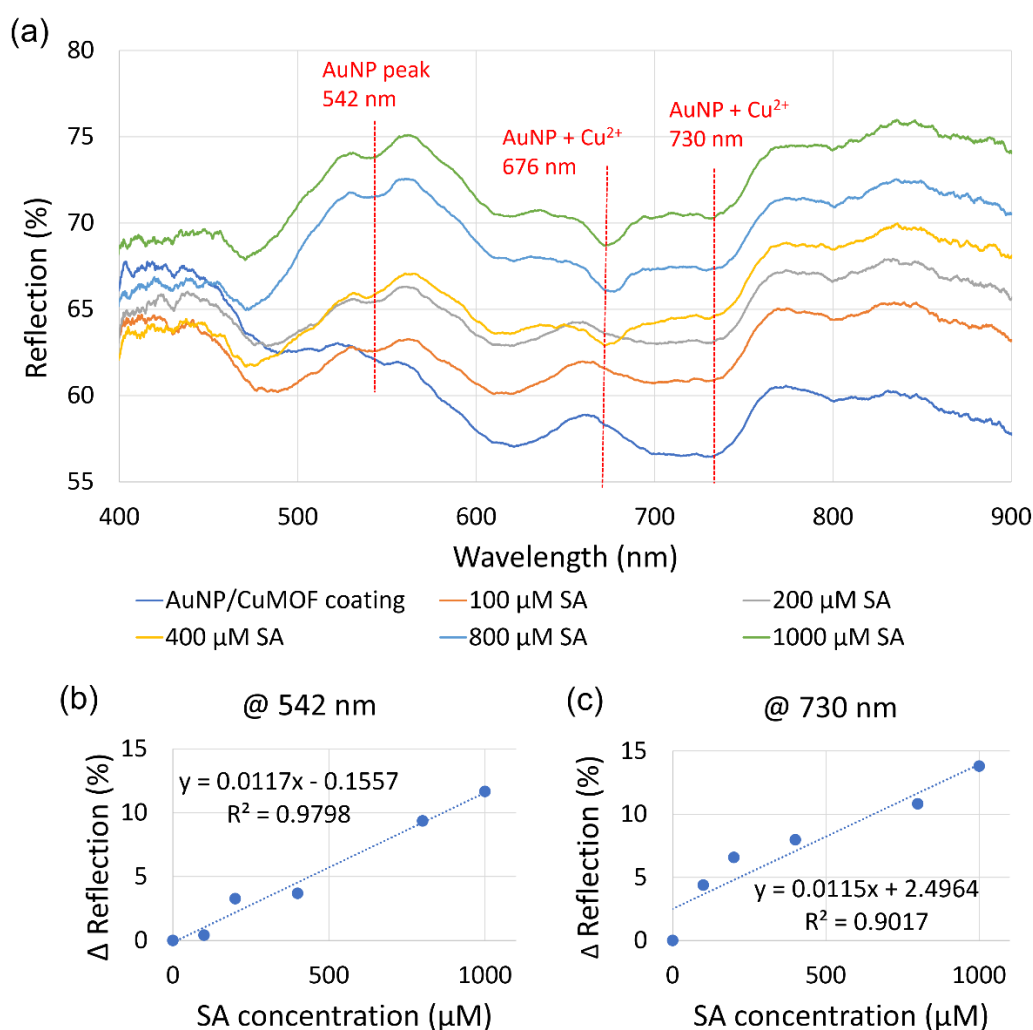 (a)
80
75
70
65
60
55
Reflection (%)
AuNP peak
542 nm
AuNP + Cu²⁺
676 nm
AuNP + Cu²⁺
730 nm
400
500
600
700
800
900
Wavelength (nm)
AuNP/CuMOF coating
100 µM SA
200 µM SA
400 µM SA
800 µM SA
1000 µM SA
(b)
@ 542 nm
15
10
5
0
Δ Reflection (%)
y = 0.0117x - 0.1557
R² = 0.9798
0
500
1000
SA concentration (µM)
(c)
@ 730 nm
15
10
5
0
Δ Reflection (%)
y = 0.0115x + 2.4964
R² = 0.9017
0
500
1000
SA concentration (µM)